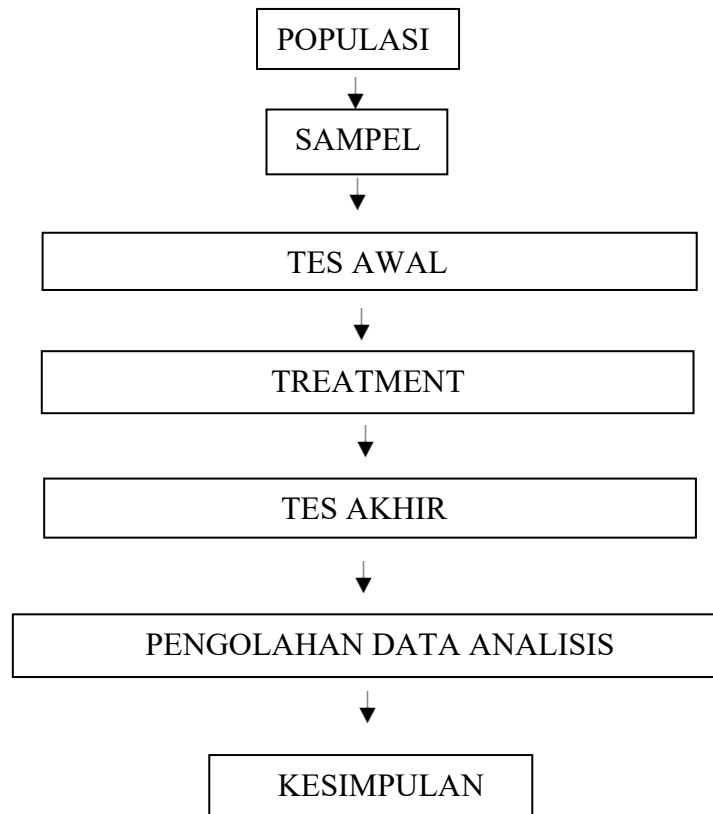 POPULASI
SAMPEL
TES AWAL
TREATMENT
TES AKHIR
PENGOLAHAN DATA ANALISIS
KESIMPULAN